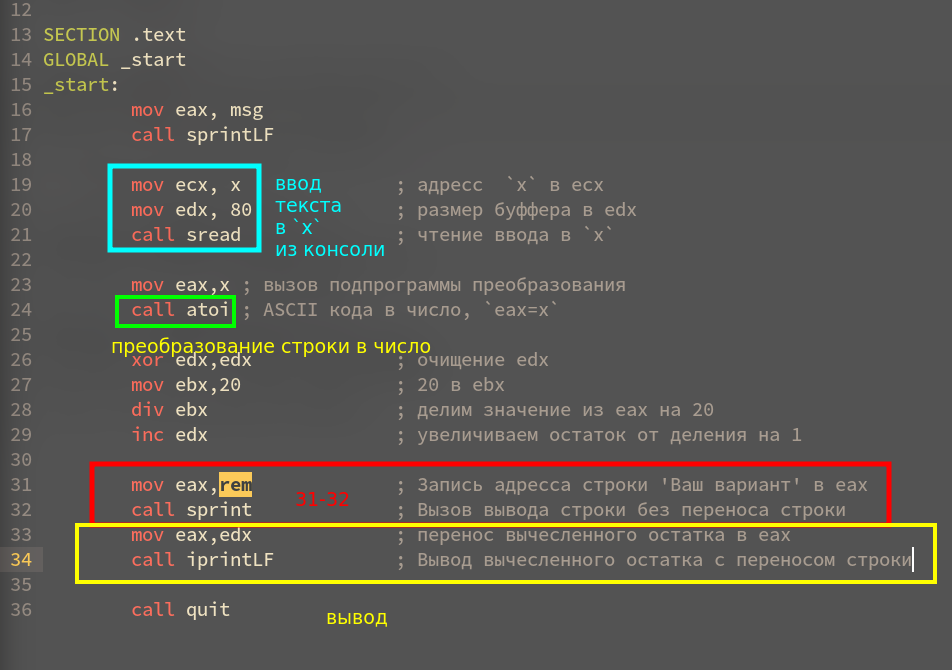 12
13 SECTION .text
14 GLOBAL _start
15 _start:
16 mov eax, msg
17 call sprintLF
18
19 mov ecx, x ввод ; адресс `x` в ecx
20 mov edx, 80 текста ; размер буффера в edx
21 call sread в `x` ; чтение ввода в `x`
22 из консоли
23 mov eax,x ; вызов подпрограммы преобразования
24 call atoi ; ASCII кода в число, `eax=x`
25
преобразование строки в число
26 xor edx,edx ; очищение edx
27 mov ebx,20 ; 20 в ebx
28 div ebx ; делим значение из eax на 20
29 inc edx ; увеличиваем остаток от деления на 1
30
31 mov eax,rem ; Запись адресса строки 'Ваш вариант' в eax
31-32
32 call sprint ; Вызов вывода строки без переноса строки
33 mov eax,edx ; перенос вычесленного остатка в eax
34 call iprintLF ; Вывод вычесленного остатка с переносом строки
35
36 call quit
вывод